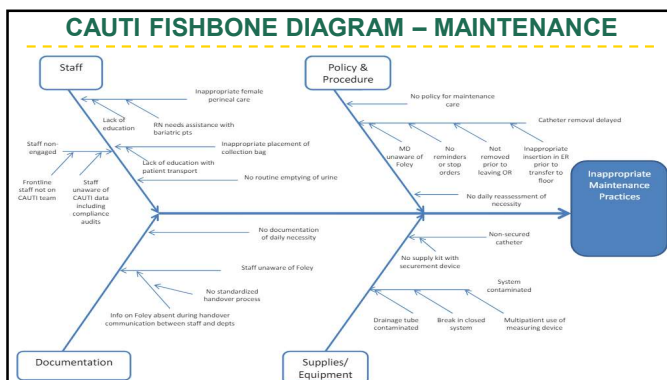 CAUTI FISHBONE DIAGRAM – MAINTENANCE
Staff
Inappropriate female
perineal care
Lack of
education
RN needs assistance with
bariatric pts
Staff non-
engaged
Inappropriate placement of
collection bag
Lack of education with
patient transport
Frontline
staff not on
CAUTI team
Staff
unaware of
CAUTI data
including
compliance
audits
No routine emptying of urine
Policy &
Procedure
No policy for maintenance
care
Catheter removal delayed
MD
unaware of
Foley
No
reminders
or stop
orders
Not
removed
prior to
leaving OR
Inappropriate
insertion in ER
prior to
transfer to
floor
No daily reassessment of
necessity
Inappropriate
Maintenance
Practices
No documentation
of daily necessity
Staff unaware of Foley
No standardized
handover process
Info on Foley absent during handover
communication between staff and depts
Documentation
Non-secured
catheter
No supply kit with
securement device
System
contaminated
Drainage tube
contaminated
Break in closed
system
Multipatient use of
measuring device
Supplies/
Equipment